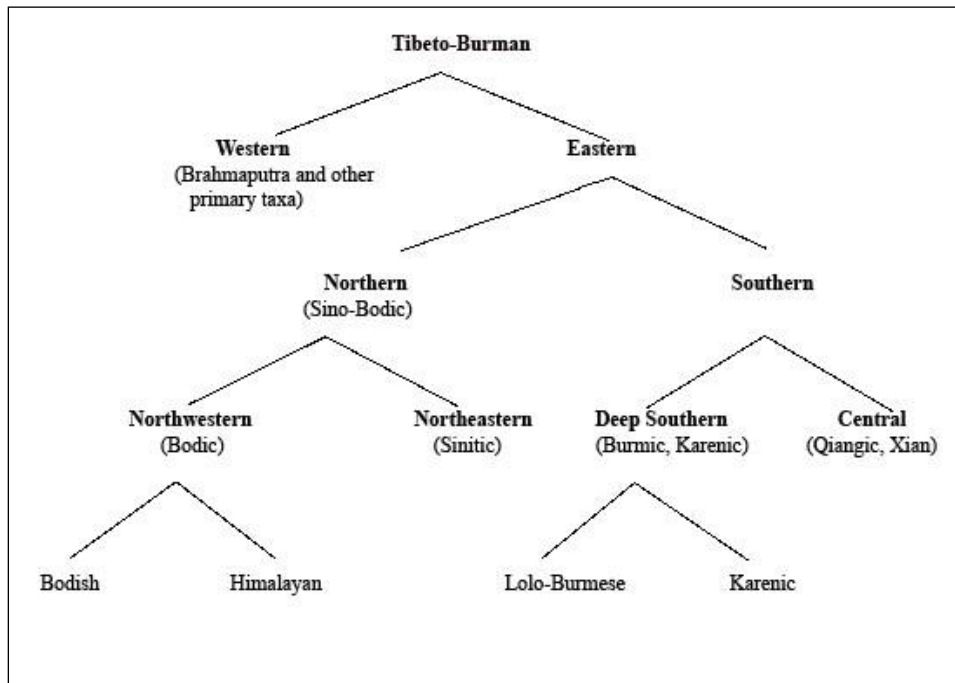 Tibeto-Burman
Western
(Brahmaputra and other
primary taxa)
Eastern
Northern
(Sino-Bodic)
Southern
Northwestern
(Bodic)
Northeastern
(Sinitic)
Deep Southern
(Burmic, Karenic)
Central
(Qiangic, Xian)
Bodish
Himalayan
Lolo-Burmese
Karenic